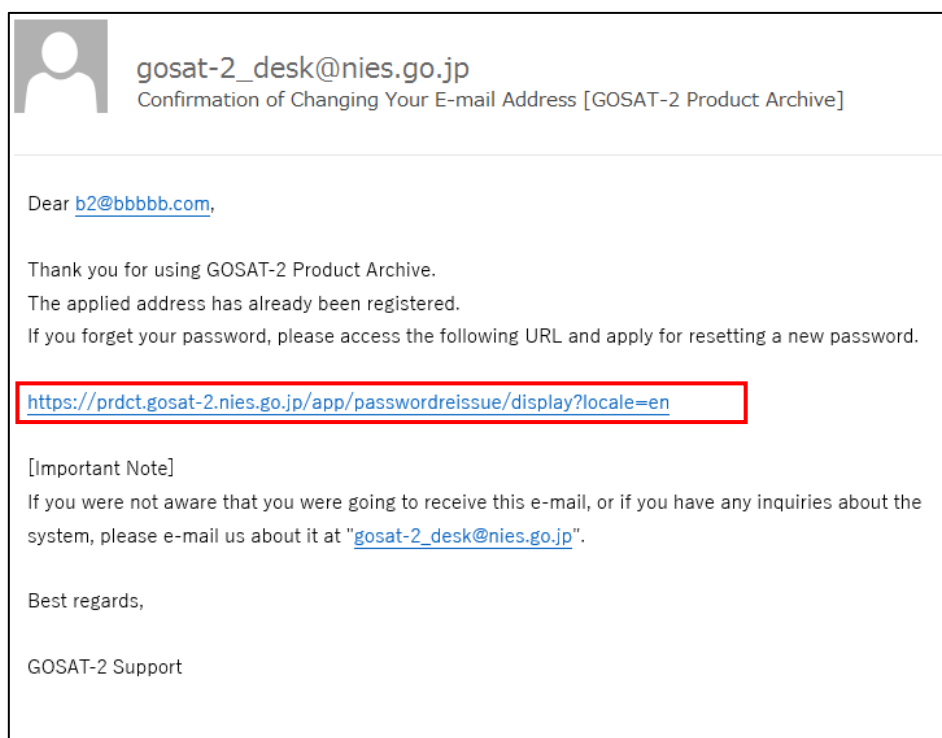 gosat-2_desk@nies.go.jp
Confirmation of Changing Your E-mail Address [GOSAT-2 Product Archive]
Dear b2@bbbbb.com,
Thank you for using GOSAT-2 Product Archive.
The applied address has already been registered.
If you forget your password, please access the following URL and apply for resetting a new password.
https://prdct.gosat-2.nies.go.jp/app/passwordreissue/display?locale=en
[Important Note]
If you were not aware that you were going to receive this e-mail, or if you have any inquiries about the
system, please e-mail us about it at "gosat-2_desk@nies.go.jp".
Best regards,
GOSAT-2 Support